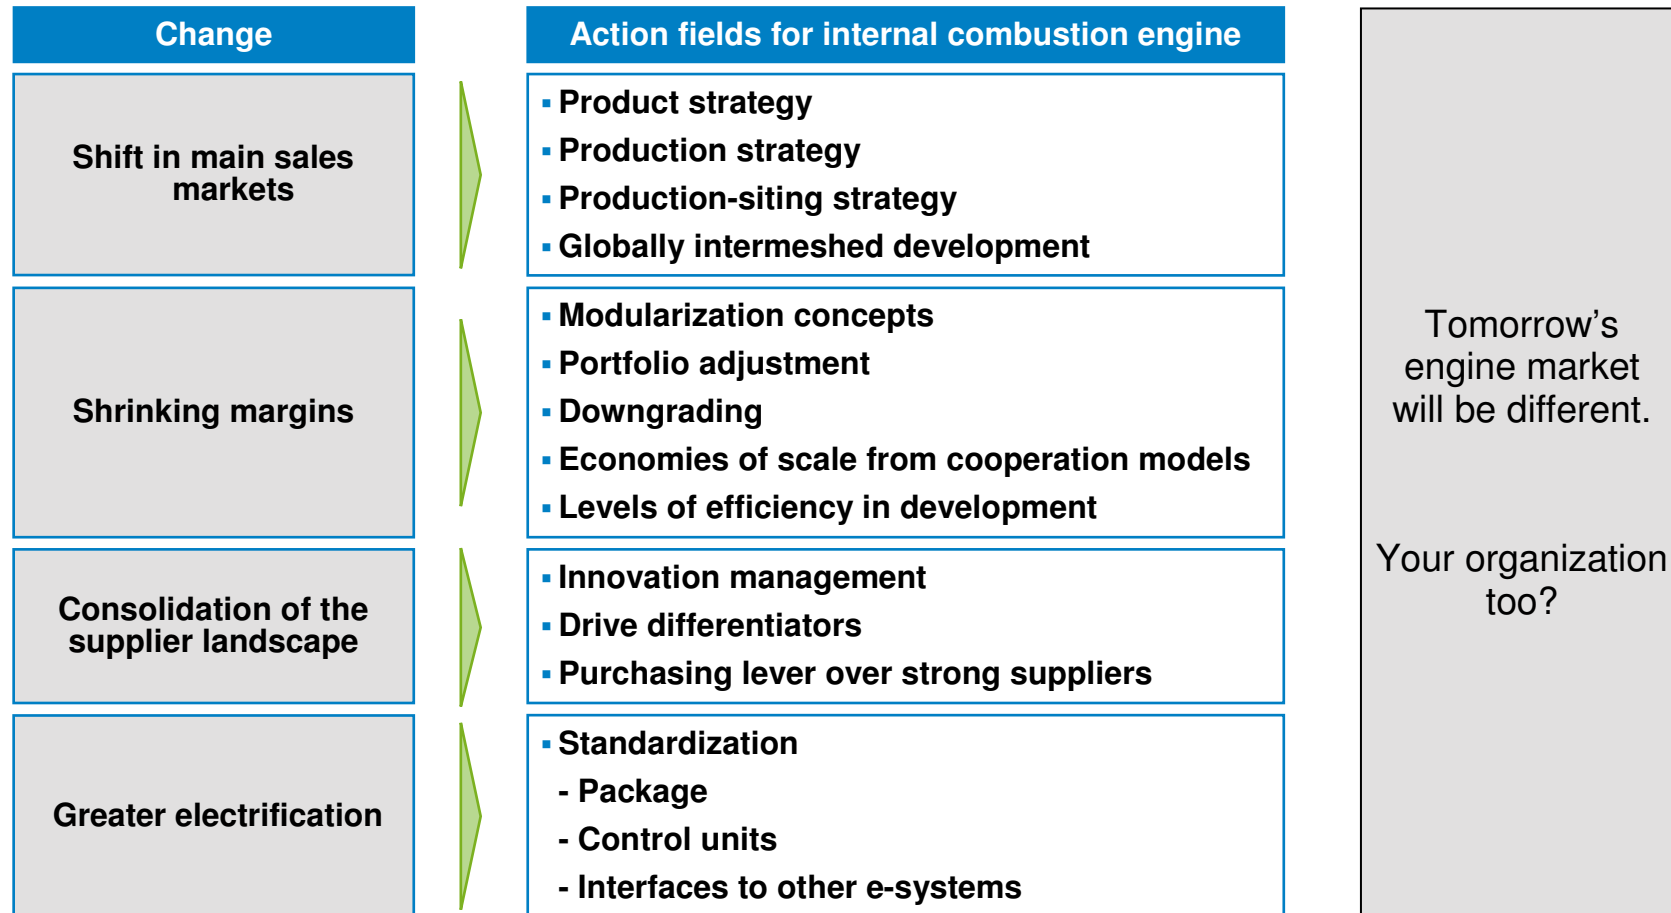 Change
Action fields for internal combustion engine
Shift in main sales
markets
▪ Product strategy
▪ Production strategy
▪ Production-siting strategy
▪ Globally intermeshed development
Shrinking margins
▪ Modularization concepts
▪ Portfolio adjustment
▪ Downgrading
▪ Economies of scale from cooperation models
▪ Levels of efficiency in development
Consolidation of the
supplier landscape
▪ Innovation management
▪ Drive differentiators
▪ Purchasing lever over strong suppliers
Greater electrification
▪ Standardization
- Package
- Control units
- Interfaces to other e-systems
Tomorrow’s
engine market
will be different.
Your organization
too?